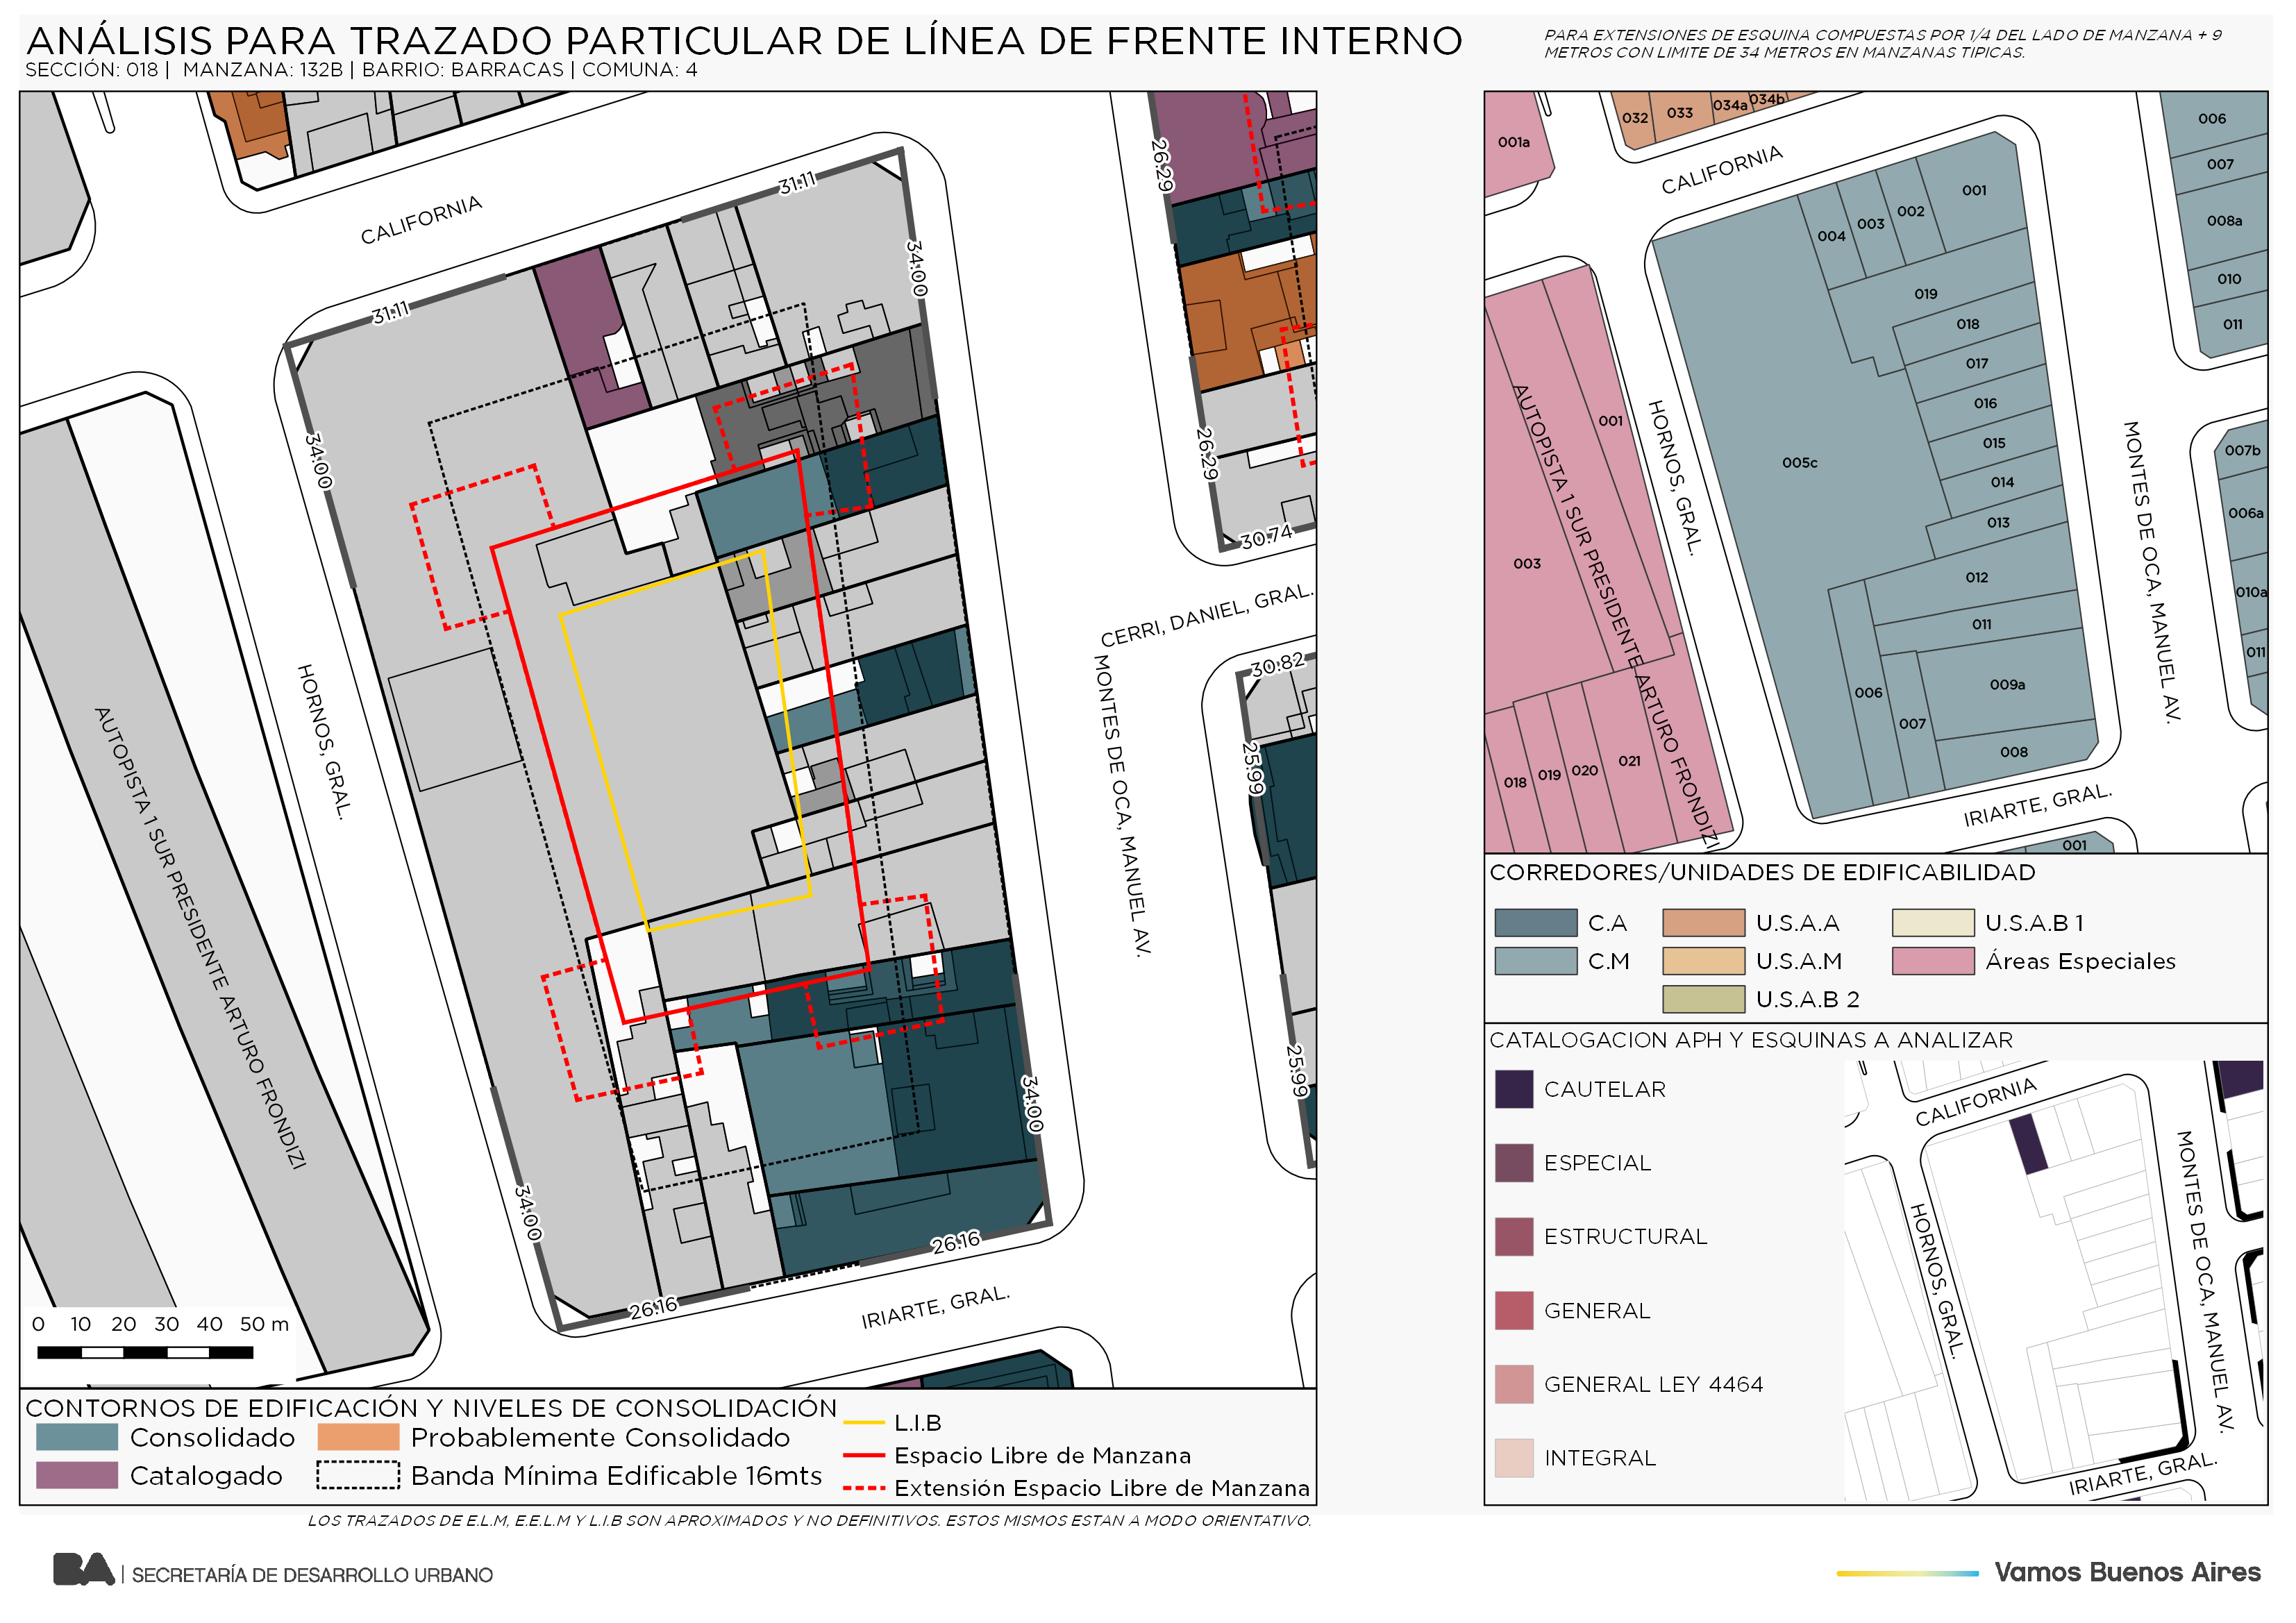 ANÁLISIS PARA TRAZADO PARTICULAR DE LÍNEA DE FRENTE INTERNO
SECCIÓN: 018 | MANZANA: 132B | BARRIO: BARRACAS | COMUNA: 4
PARA EXTENSIONES DE ESQUINA COMPUESTAS POR 1/4 DEL LADO DE MANZANA + 9
METROS CON LIMITE DE 34 METROS EN MANZANAS TIPICAS.
CALIFORNIA
31.11
31.11
34.00
34.00
26.29
26.29
30.74
CERRI, DANIEL, GRAL.
30.82
25.99
25.99
HORNOS, GRAL.
AUTOPISTA 1 SUR PRESIDENTE ARTURO FRONDIZI
MONTES DE OCA, MANUEL AV.
34.00
34.00
26.16
26.16
IRIARTE, GRAL.
0 10 20 30 40 50 m
CONTORNOS DE EDIFICACIÓN Y NIVELES DE CONSOLIDACIÓN
Consolidado
Probablemente Consolidado
Catalogado
Banda Mínima Edificable 16mts
L.I.B
Espacio Libre de Manzana
Extensión Espacio Libre de Manzana
LOS TRAZADOS DE E.L.M, E.E.L.M Y L.I.B SON APROXIMADOS Y NO DEFINITIVOS. ESTOS MISMOS ESTAN A MODO ORIENTATIVO.
032
033
034a
034b
001a
CALIFORNIA
006
007
008a
010
011
001
002
003
004
019
018
017
016
015
014
013
012
011
009a
008
007
006
005c
HORNOS, GRAL.
AUTOPISTA 1 SUR PRESIDENTE ARTURO FRONDIZI
001
003
018
019
020
021
MONTES DE OCA, MANUEL AV.
007b
006a
010a
011
IRIARTE, GRAL.
001
CORREDORES/UNIDADES DE EDIFICABILIDAD
C.A
U.S.A.A
U.S.A.B 1
C.M
U.S.A.M
Áreas Especiales
U.S.A.B 2
CATALOGACION APH Y ESQUINAS A ANALIZAR
CAUTELAR
ESPECIAL
ESTRUCTURAL
GENERAL
GENERAL LEY 4464
INTEGRAL
CALIFORNIA
HORNOS, GRAL.
MONTES DE OCA, MANUEL AV.
IRIARTE, GRAL.
BA | SECRETARÍA DE DESARROLLO URBANO
Vamos Buenos Aires